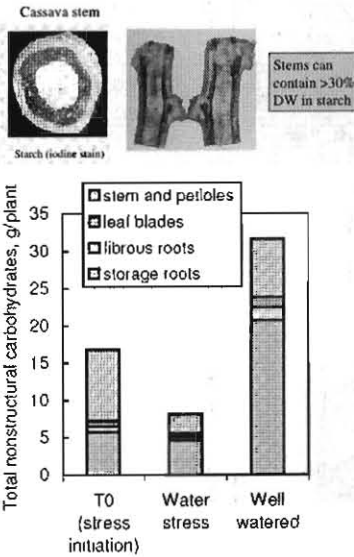 Cassava stem
Stems can
contain >30%
DW in starch
Starch (iodine stain)
Total nonstructural carbohydrates, g/plant
stem and petioles
leaf blades
fibrous roots
storage roots
35
30
25
20
15
10
5
0
T0
(stress
initiation)
Water
stress
Well
watered